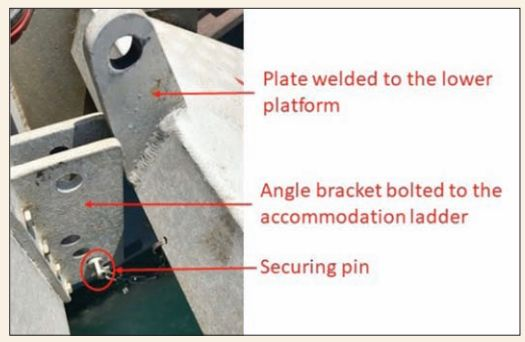 Plate welded to the lower
platform
Angle bracket bolted to the
accommodation ladder
Securing pin